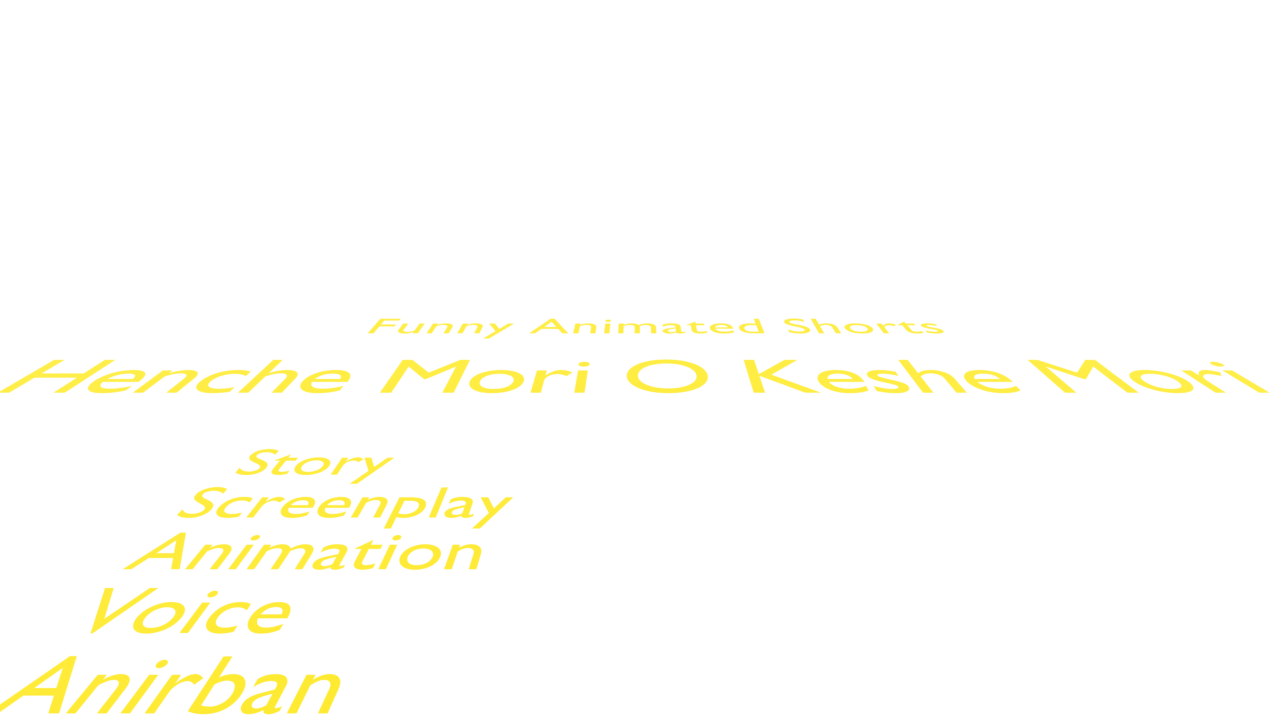 Funny Animated Shorts
Henche Mori O Keshe Mori
Story
Screenplay
Animation
Voice
Anirban